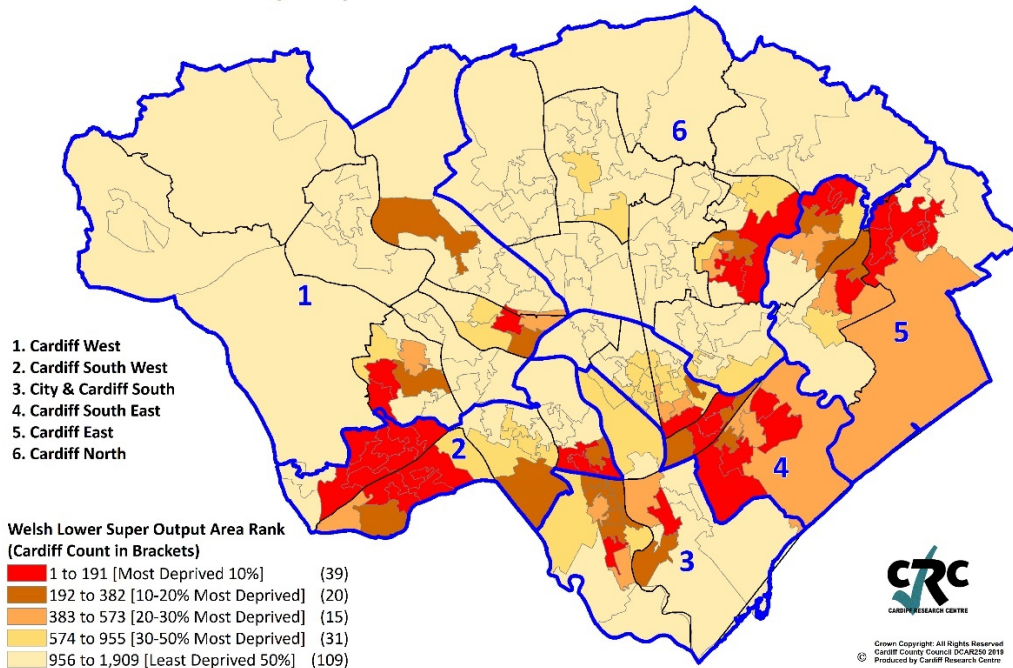 6
1
5
1. Cardiff West
2. Cardiff South West
3. City & Cardiff South
4. Cardiff South East
5. Cardiff East
6. Cardiff North
2
4
3
Welsh Lower Super Output Area Rank
(Cardiff Count in Brackets)
1 to 191 [Most Deprived 10%] (39)
192 to 382 [10-20% Most Deprived] (20)
383 to 573 [20-30% Most Deprived] (15)
574 to 955 [30-50% Most Deprived] (31)
956 to 1,909 [Least Deprived 50%] (109)
CRC
CARDIFF RESEARCH CENTRE
Crown Copyright: All Rights Reserved
Cardiff County Council DCAR250 2019
© Produced by Cardiff Research Centre